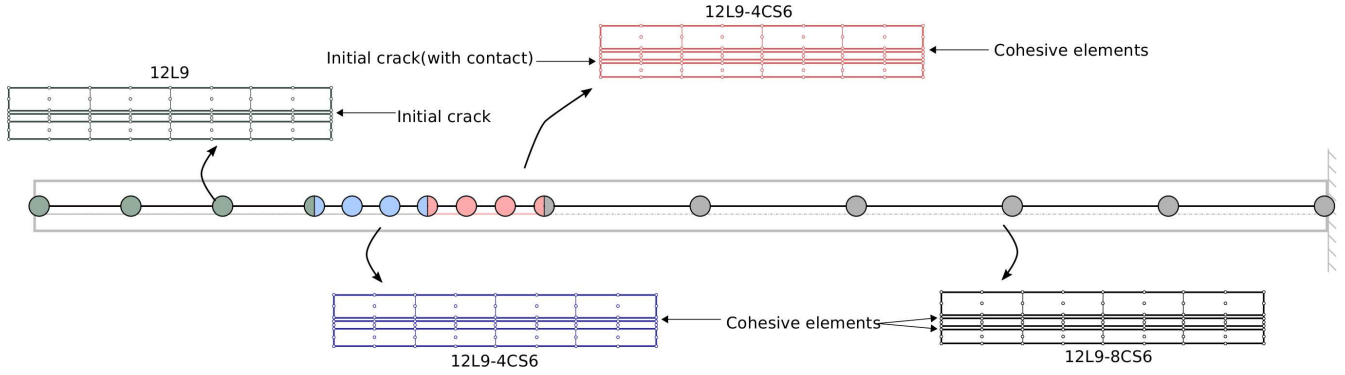 12L9-4CS6
Initial crack(with contact)
Cohesive elements
12L9
Initial crack
Cohesive elements
12L9-4CS6
12L9-8CS6